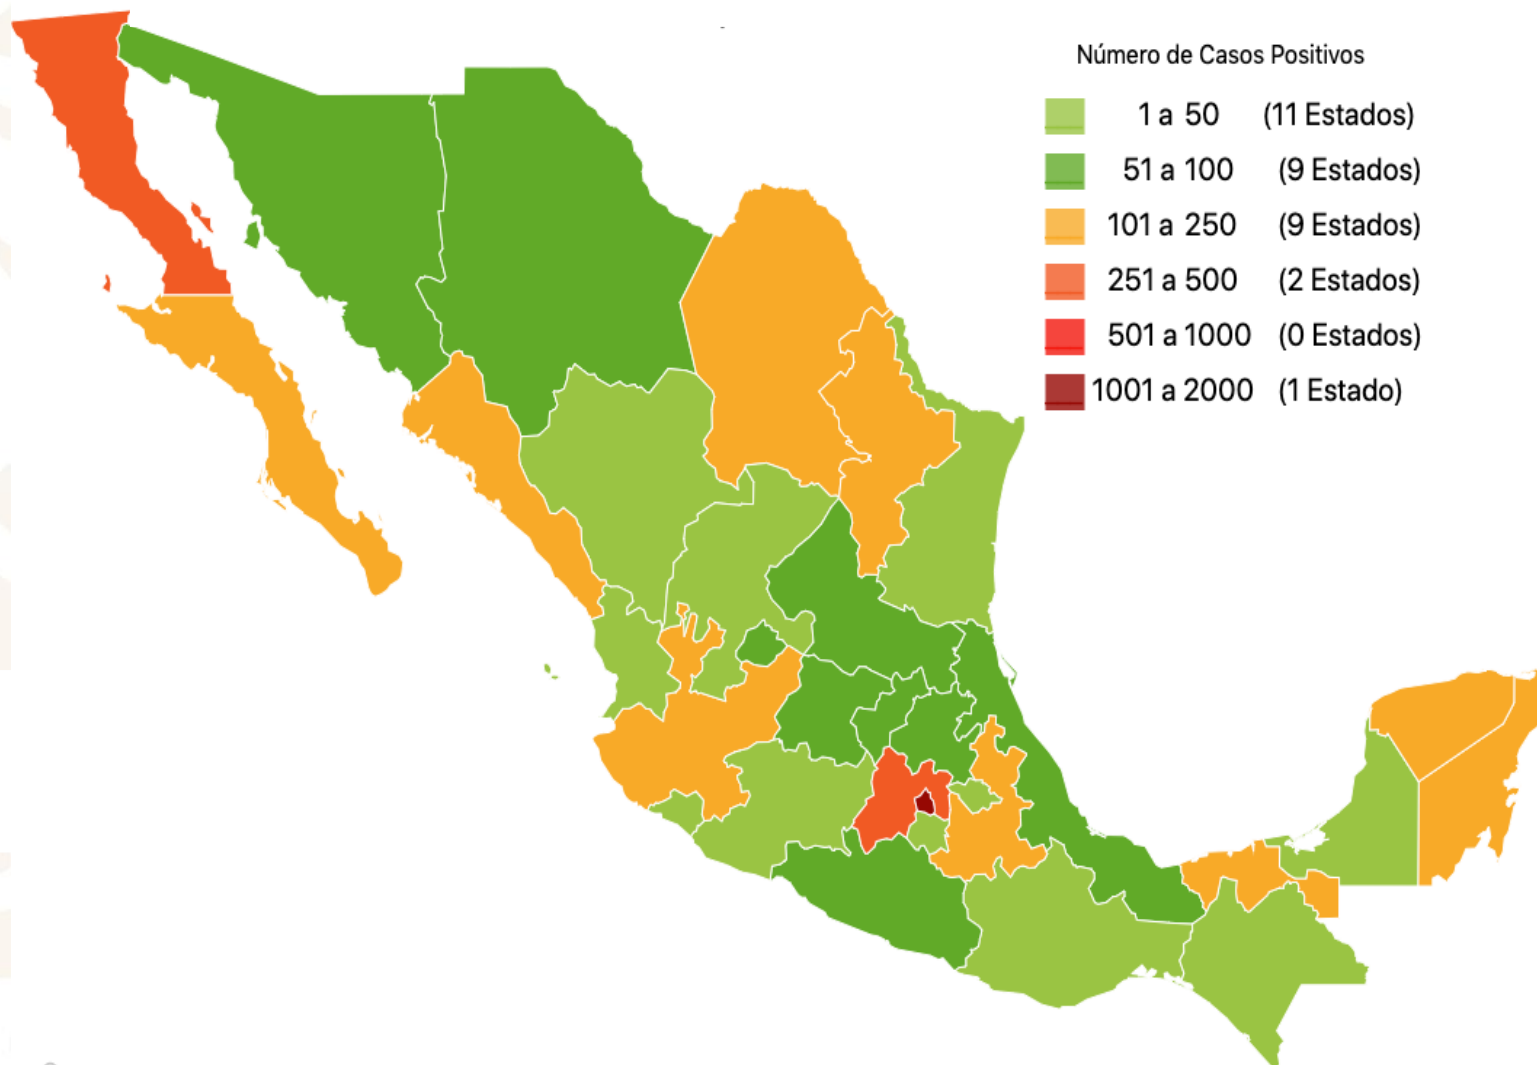 Número de Casos Positivos
1 a 50 (11 Estados)
51 a 100 (9 Estados)
101 a 250 (9 Estados)
251 a 500 (2 Estados)
501 a 1000 (0 Estados)
1001 a 2000 (1 Estado)